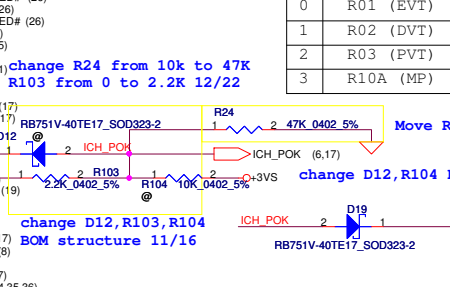 (26)
ED# (26)
0 R01 (EVT)
1 R02 (DVT)
2 R03 (PVT)
3 R10A (MP)
change R24 from 10k to 47K
R103 from 0 to 2.2K 12/22
(17)
R24
1 2 47K_0402_5%
RB751V-40TE17_SOD323-2
D12 @
Move R
1 2 ICH_POK
ICH_POK (6,17)
R103
1 2
2.2K_0402_5%
R104
1 2 +3VS
10K_0402_5%
@
(19)
change D12,R104
change D12,R103,R104
BOM structure 11/16
ICH_POK
D19
2 1
RB751V-40TE17_SOD323-2